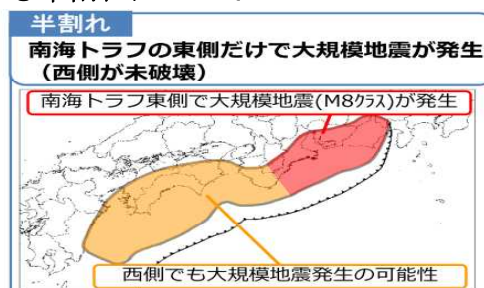 半割れ
南海トラフの東側だけで大規模地震が発生
（西側が未破壊）
南海トラフ東側で大規模地震(M8ｸﾗｽ)が発生
西側でも大規模地震発生の可能性